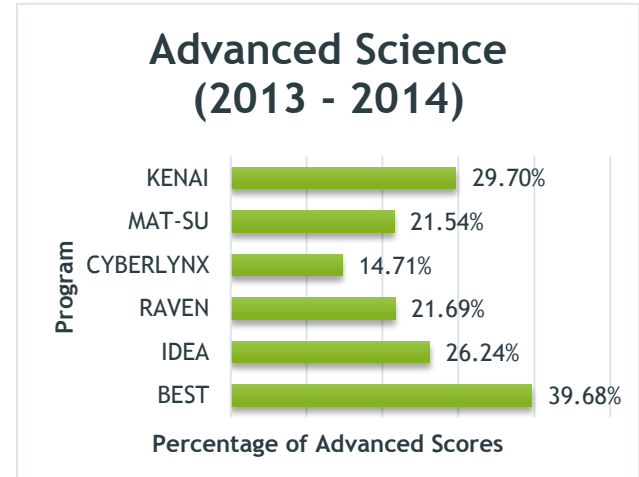 Advanced Science
(2013 - 2014)
Program
KENAI 29.70%
MAT-SU 21.54%
CYBERLYNX 14.71%
RAVEN 21.69%
IDEA 26.24%
BEST 39.68%
Percentage of Advanced Scores